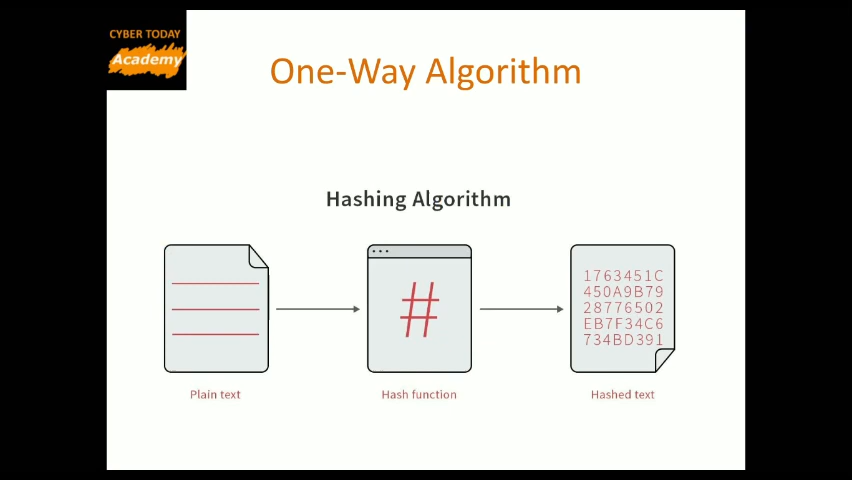 CYBER TODAY
Academy
One-Way Algorithm
Hashing Algorithm
#
1763451C
450A9B79
28776502
EB7F34C6
734BD391
Plain text
Hash function
Hashed text